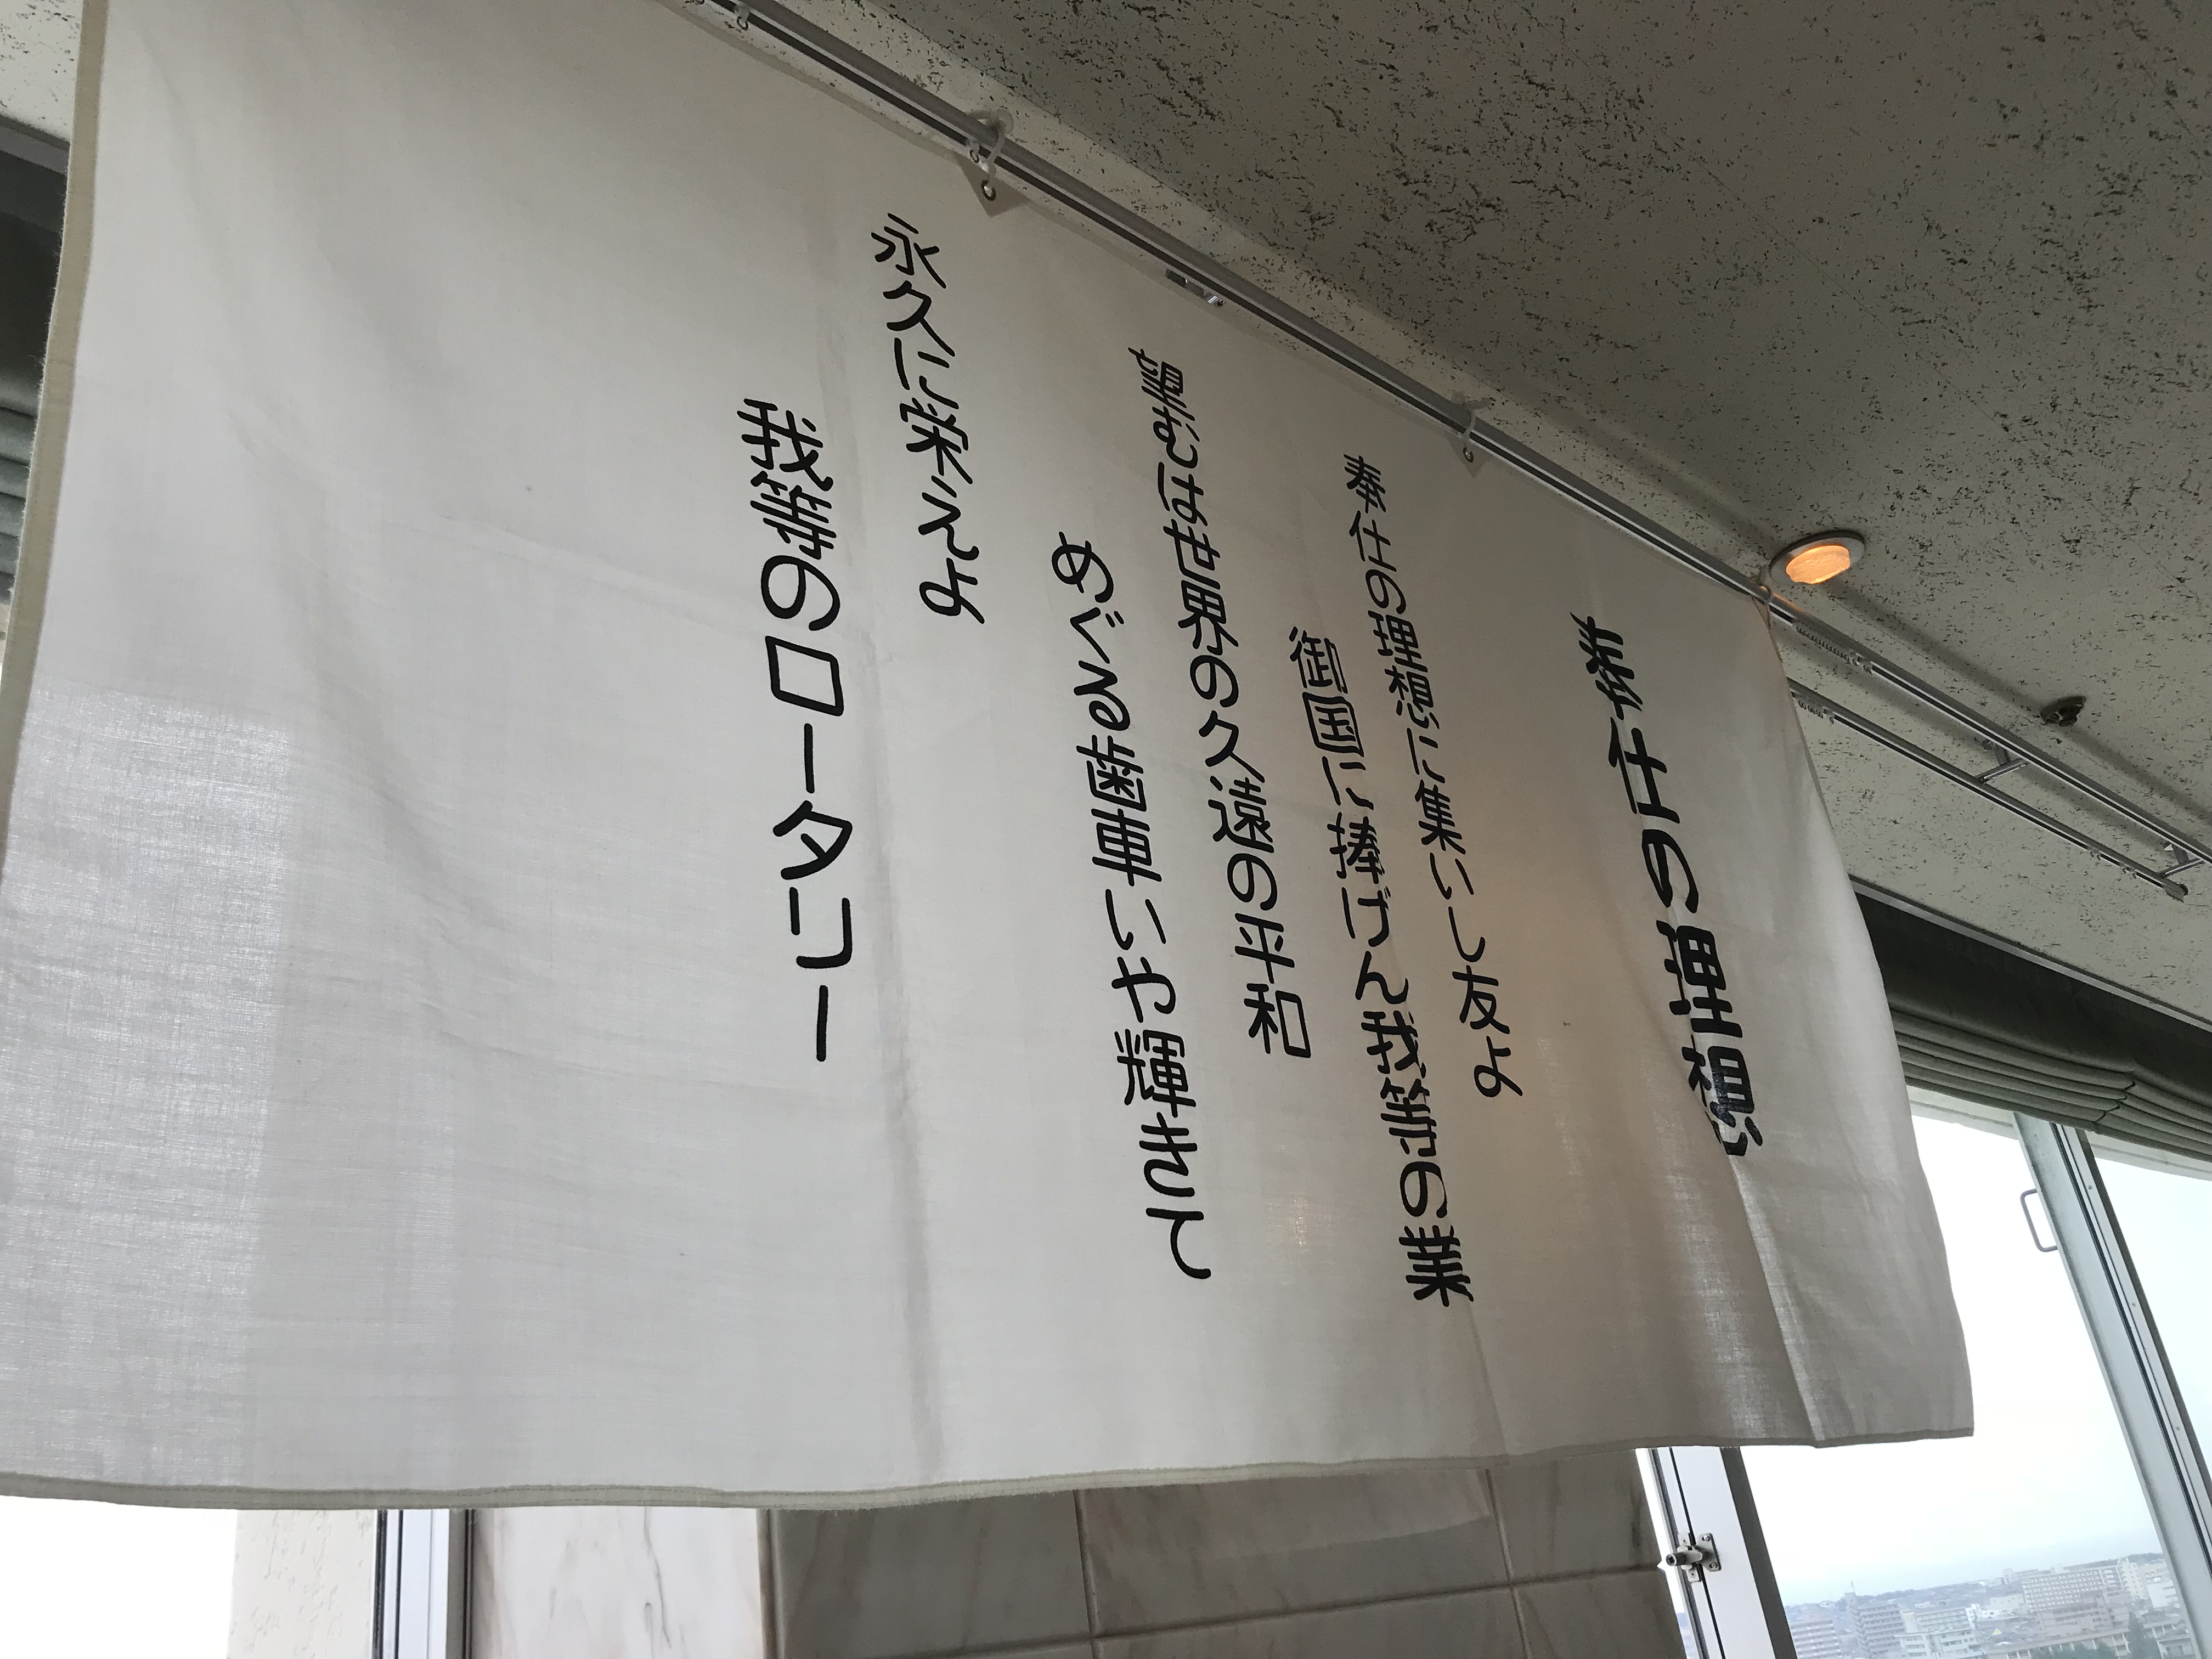 奉仕の理想
奉仕の理想に集いし友よ
御国に捧げん我等の業
望むは世界の久遠の平和
めぐる歯車いや輝きて
永久に栄えよ
我等のロータリー